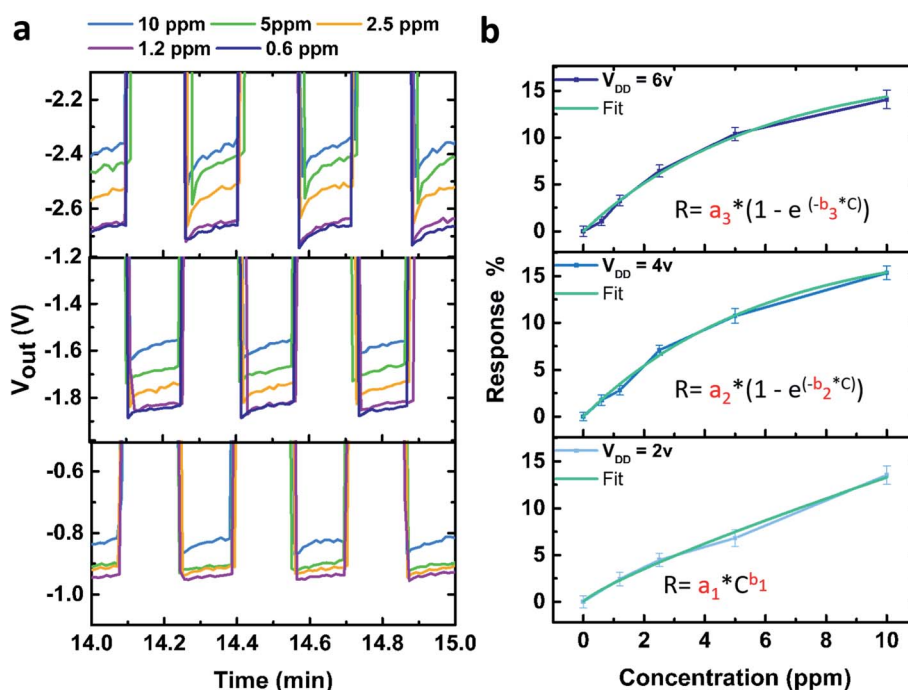 a
10 ppm 5ppm 2.5 ppm
1.2 ppm 0.6 ppm
-2.2
-2.4
-2.6
-1.2
-1.4
-1.6
-1.8
-0.6
-0.8
-1.0
14.0 14.2 14.4 14.6 14.8 15.0
Vout (V)
Time (min)
b
VDD = 6v
Fit
15
10
5
0
R= a3*(1 - e(-b3*C))
VDD = 4v
Fit
15
10
5
0
R= a2*(1 - e(-b2*C))
VDD = 2v
Fit
15
10
5
0
R= a1*Cb1
0 2 4 6 8 10
Response %
Concentration (ppm)